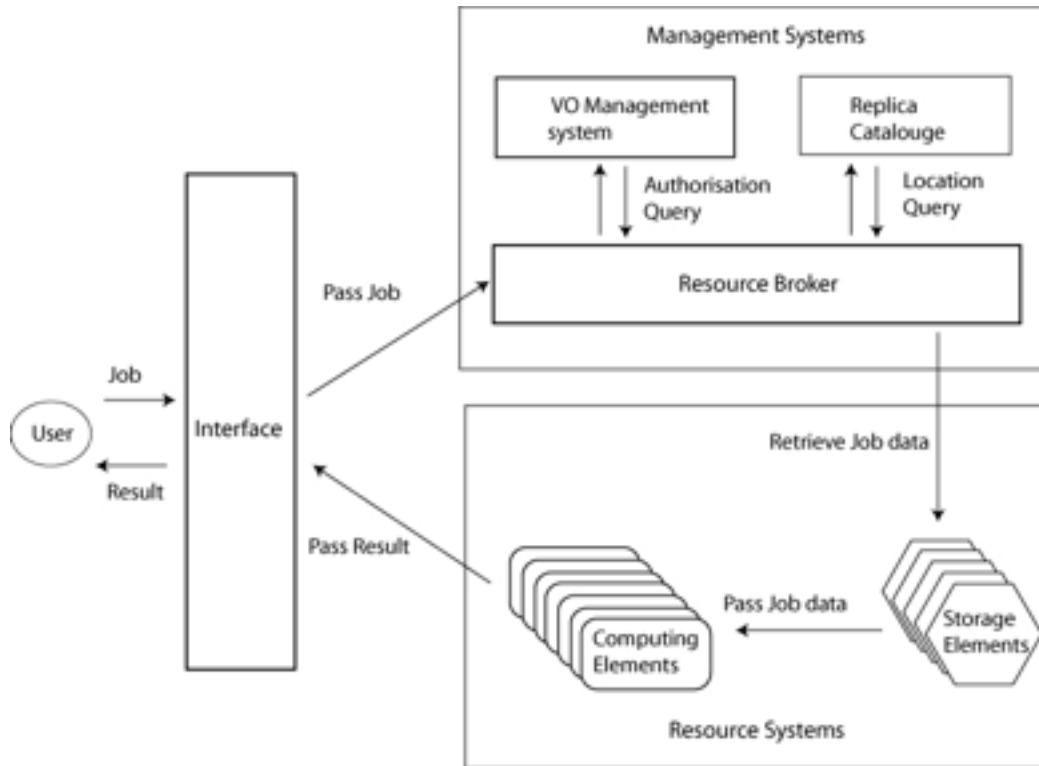 Management Systems
VO Management
system
Replica
Catalouge
Authorisation
Query
Location
Query
Resource Broker
Pass Job
Job
User
Interface
Result
Retrieve Job data
Pass Result
Pass Job data
Storage
Elements
Computing
Elements
Resource Systems